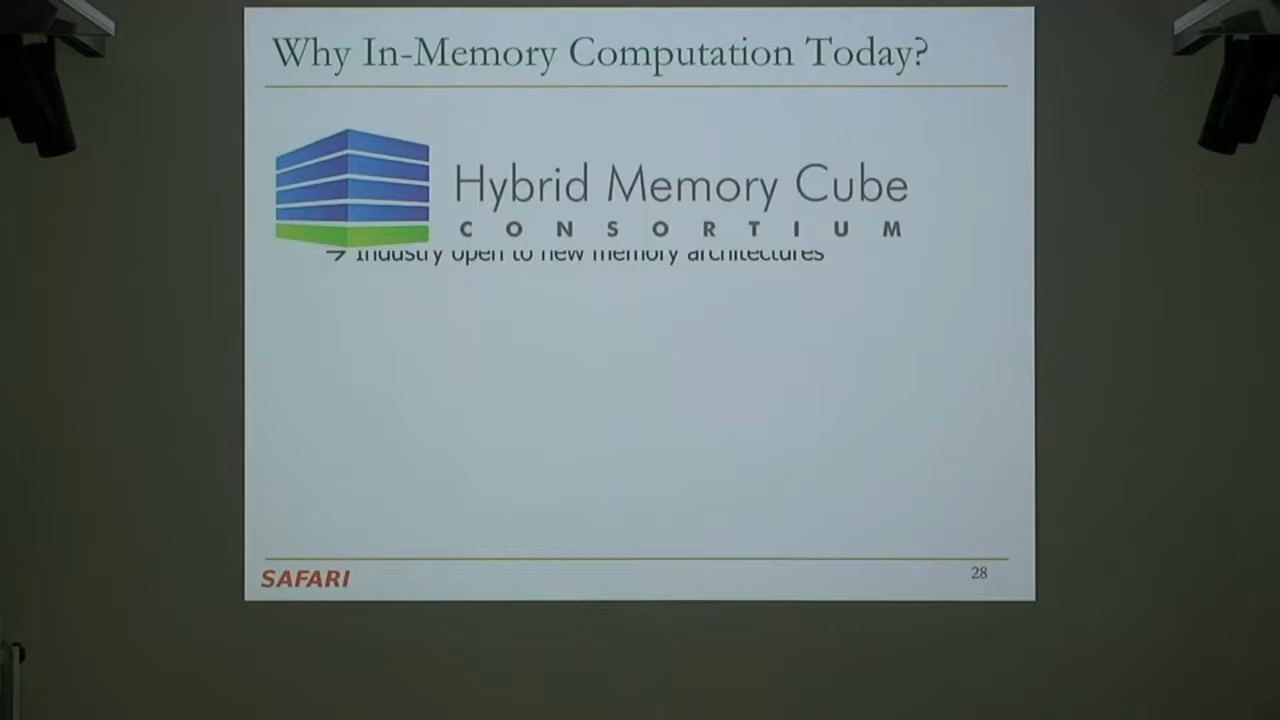 Why In-Memory Computation Today?
Hybrid Memory Cube
CONSORTIUM
→ Industry open to new memory architectures
SAFARI
28